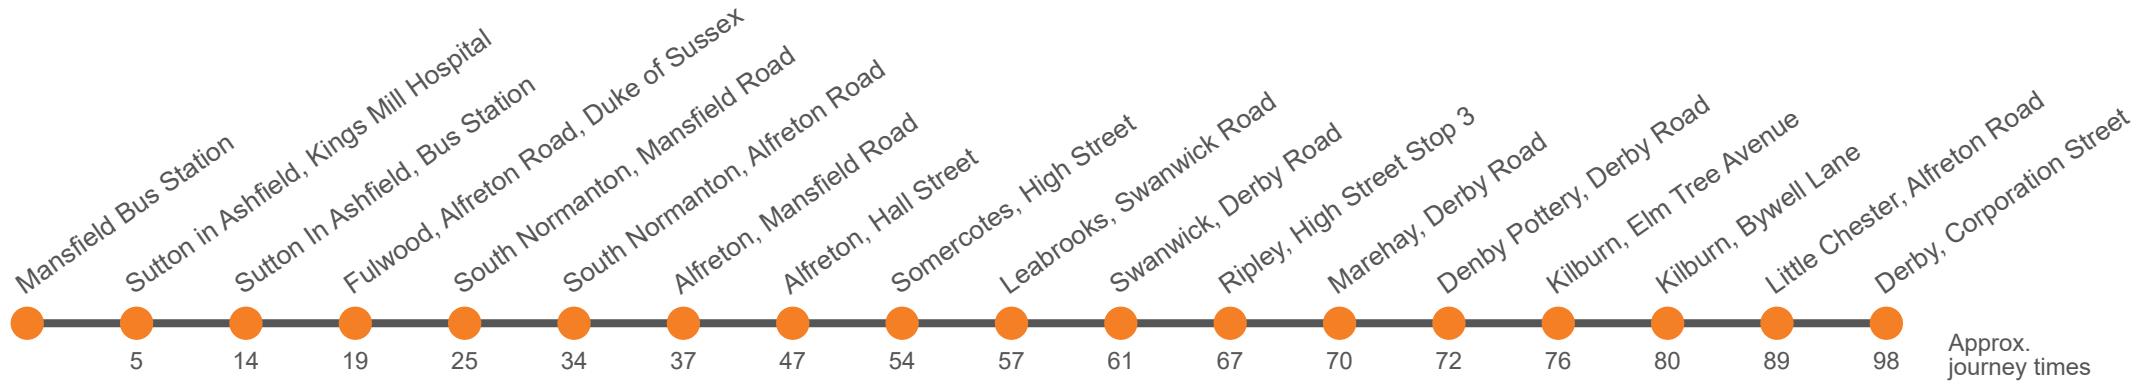 Mansfield Bus Station
Sutton in Ashfield, Kings Mill Hospital
Sutton In Ashfield, Bus Station
Fulwood, Alfreton Road, Duke of Sussex
South Normanton, Mansfield Road
South Normanton, Alfreton Road
Alfreton, Mansfield Road
Alfreton, Hall Street
Somercotes, High Street
Leabrooks, Swanwick Road
Swanwick, Derby Road
Ripley, High Street Stop 3
Marehay, Derby Road
Denby Pottery, Derby Road
Kilburn, Elm Tree Avenue
Kilburn, Bywell Lane
Little Chester, Alfreton Road
Derby, Corporation Street
5 14 19 25 34 37 47 54 57 61 67 70 72 76 80 89 98
Approx.
journey times